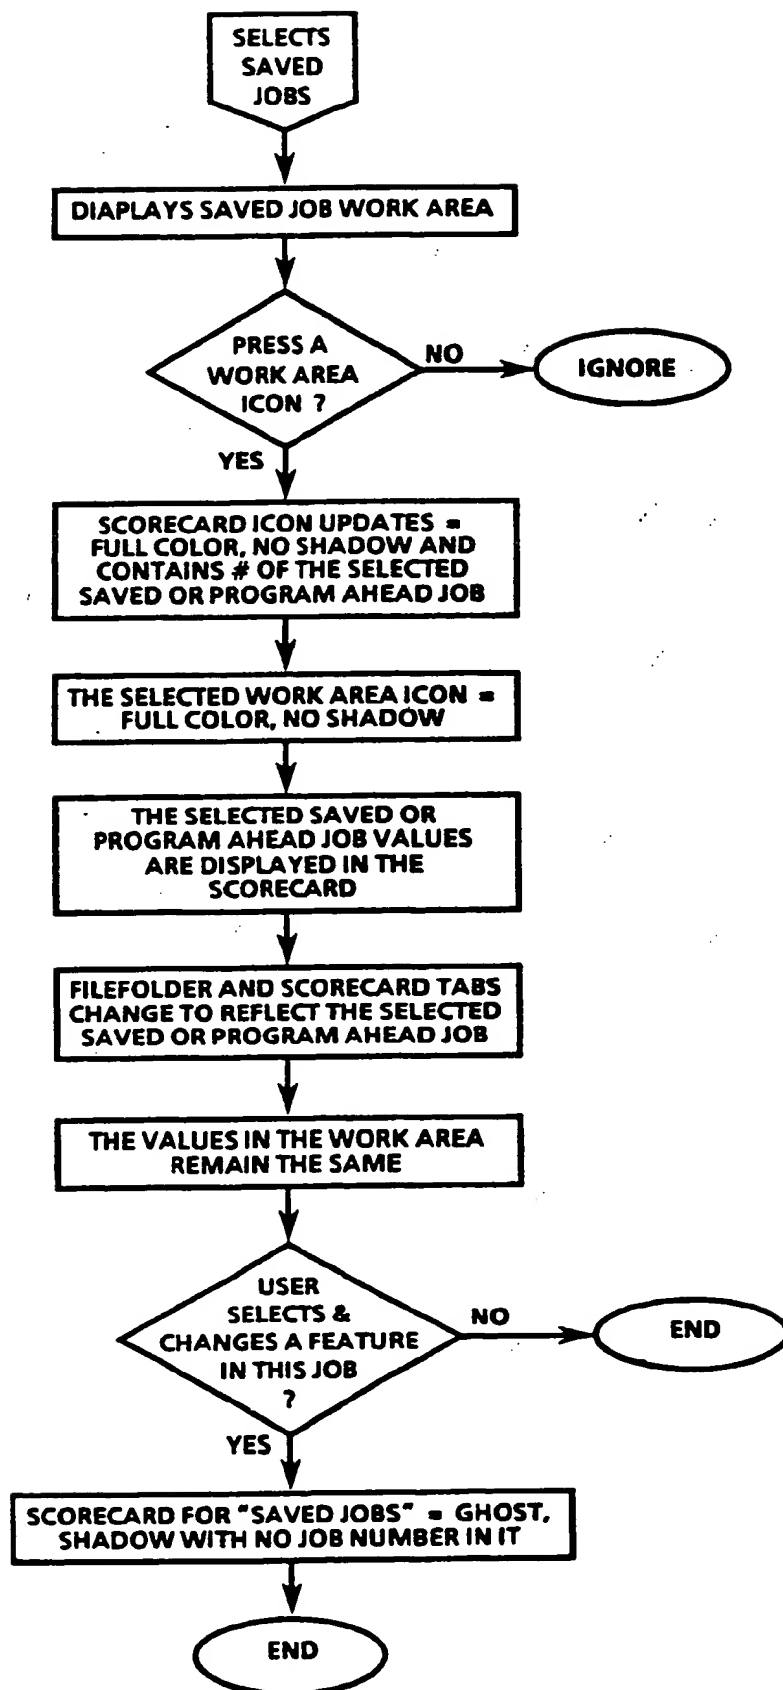 SELECTS
SAVED
JOBS
DIAPLAYS SAVED JOB WORK AREA
PRESS A
WORK AREA
ICON ?
NO
IGNORE
YES
SCORECARD ICON UPDATES =
FULL COLOR, NO SHADOW AND
CONTAINS # OF THE SELECTED
SAVED OR PROGRAM AHEAD JOB
THE SELECTED WORK AREA ICON =
FULL COLOR, NO SHADOW
THE SELECTED SAVED OR
PROGRAM AHEAD JOB VALUES
ARE DISPLAYED IN THE
SCORECARD
FILEFOLDER AND SCORECARD TABS
CHANGE TO REFLECT THE SELECTED
SAVED OR PROGRAM AHEAD JOB
THE VALUES IN THE WORK AREA
REMAIN THE SAME
USER
SELECTS &
CHANGES A FEATURE
IN THIS JOB
?
NO
END
YES
SCORECARD FOR "SAVED JOBS" = GHOST,
SHADOW WITH NO JOB NUMBER IN IT
END